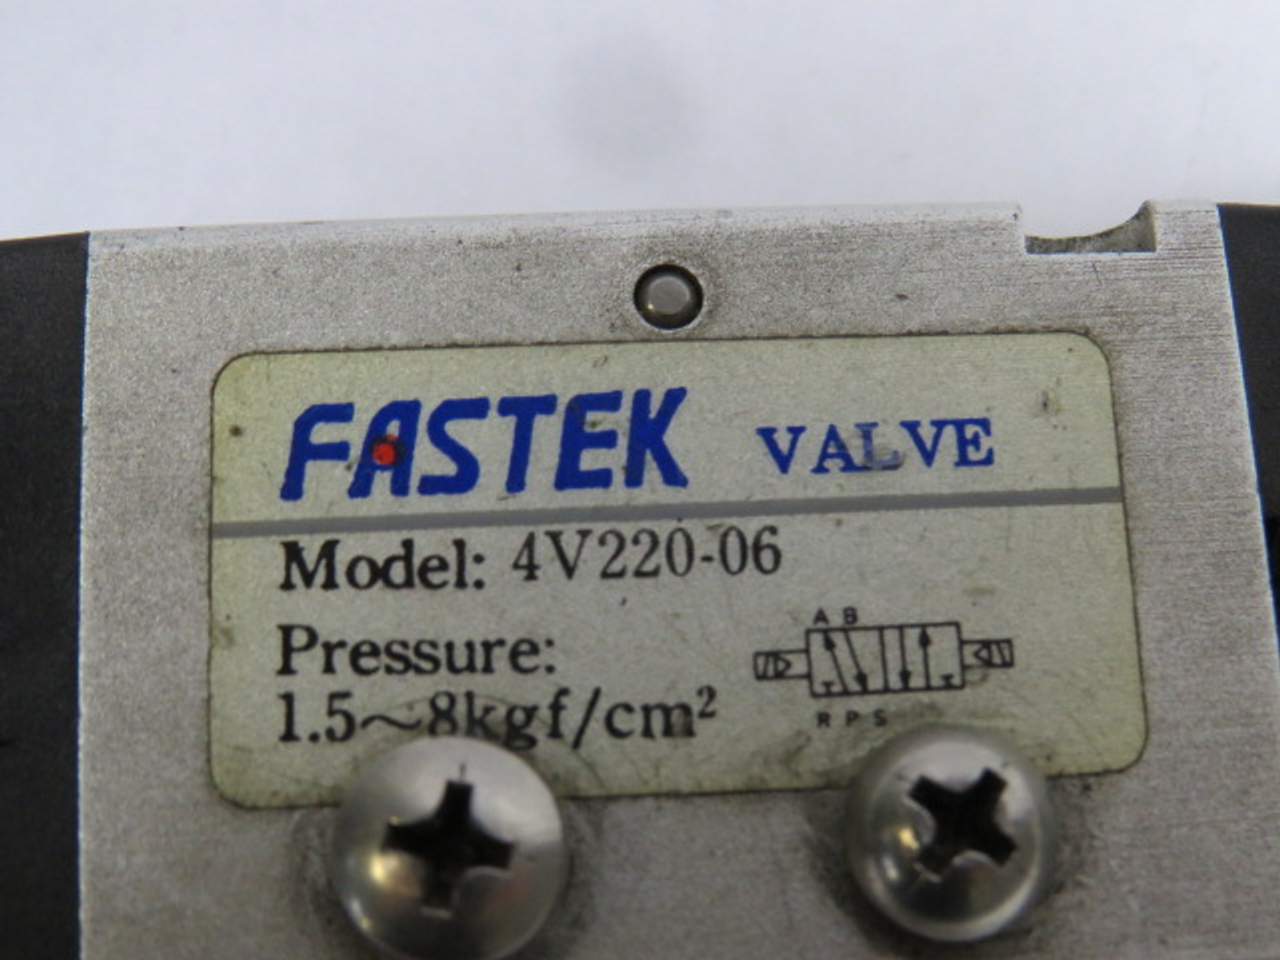 FASTEK VALVE
Model: 4V220-06
Pressure:
A B
1.5~8kgf/cm²
R P S